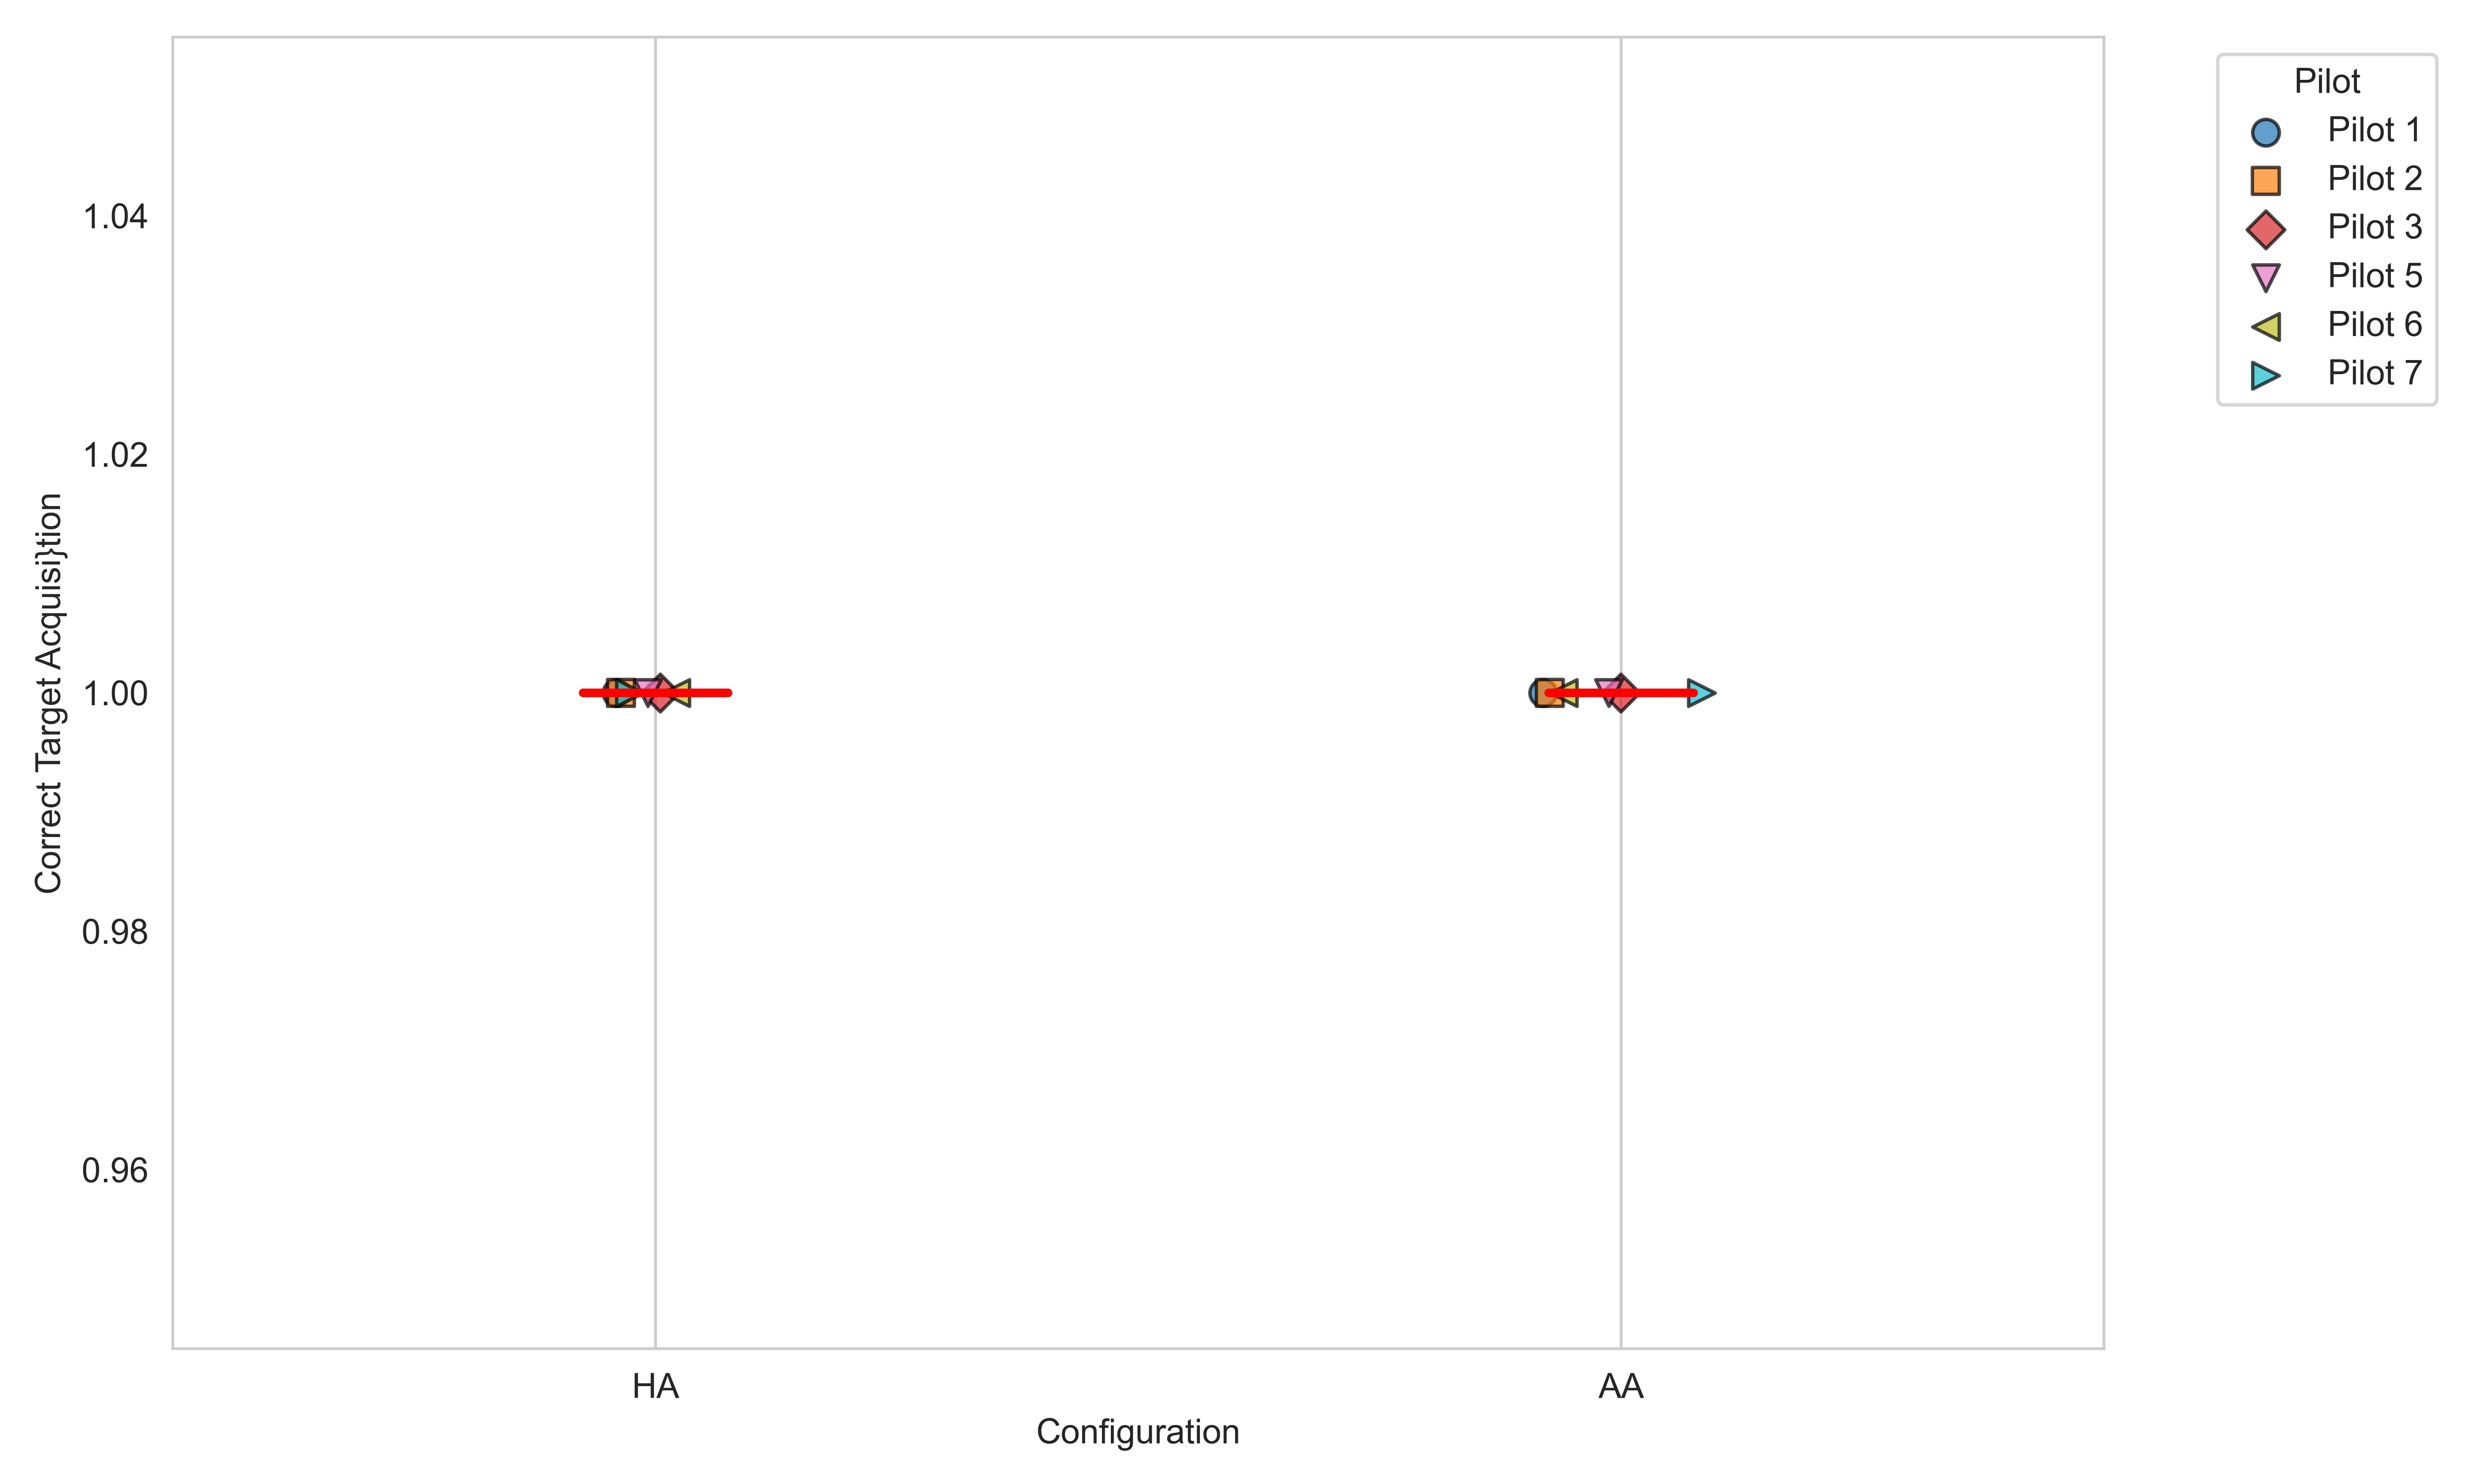 Pilot
Pilot 1
Pilot 2
Pilot 3
Pilot 5
Pilot 6
Pilot 7
Correct Target Acquisi}tion
1.04
1.02
1.00
0.98
0.96
HA
AA
Configuration